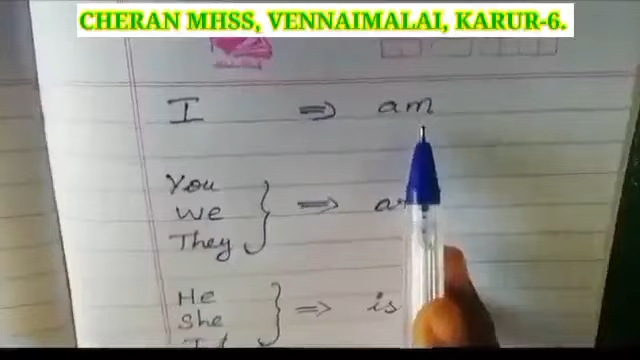 CHERAN MHSS, VENNAIMALAI, KARUR-6.
I ⇒ am
You
We ⇒
They
He
She ⇒ is